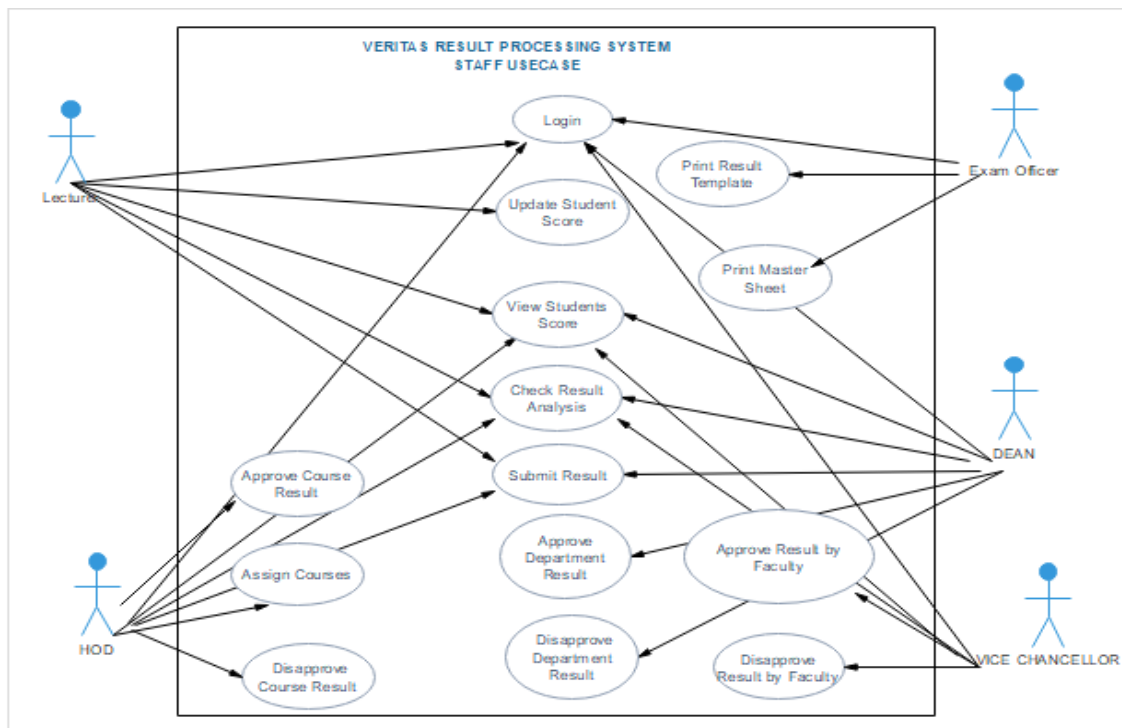 VERITAS RESULT PROCESSING SYSTEM
STAFF USECASE
Login
Print Result
Template
Exam Officer
Lecture
Update Student
Score
Print Master
Sheet
View Students
Score
Check Result
Analysis
DEAN
Approve Course
Result
Submit Result
Approve
Department
Result
Approve Result by
Faculty
Assign Courses
HOD
Disapprove
Course Result
Disapprove
Department
Result
Disapprove
Result by Faculty
VICE CHANCELLOR